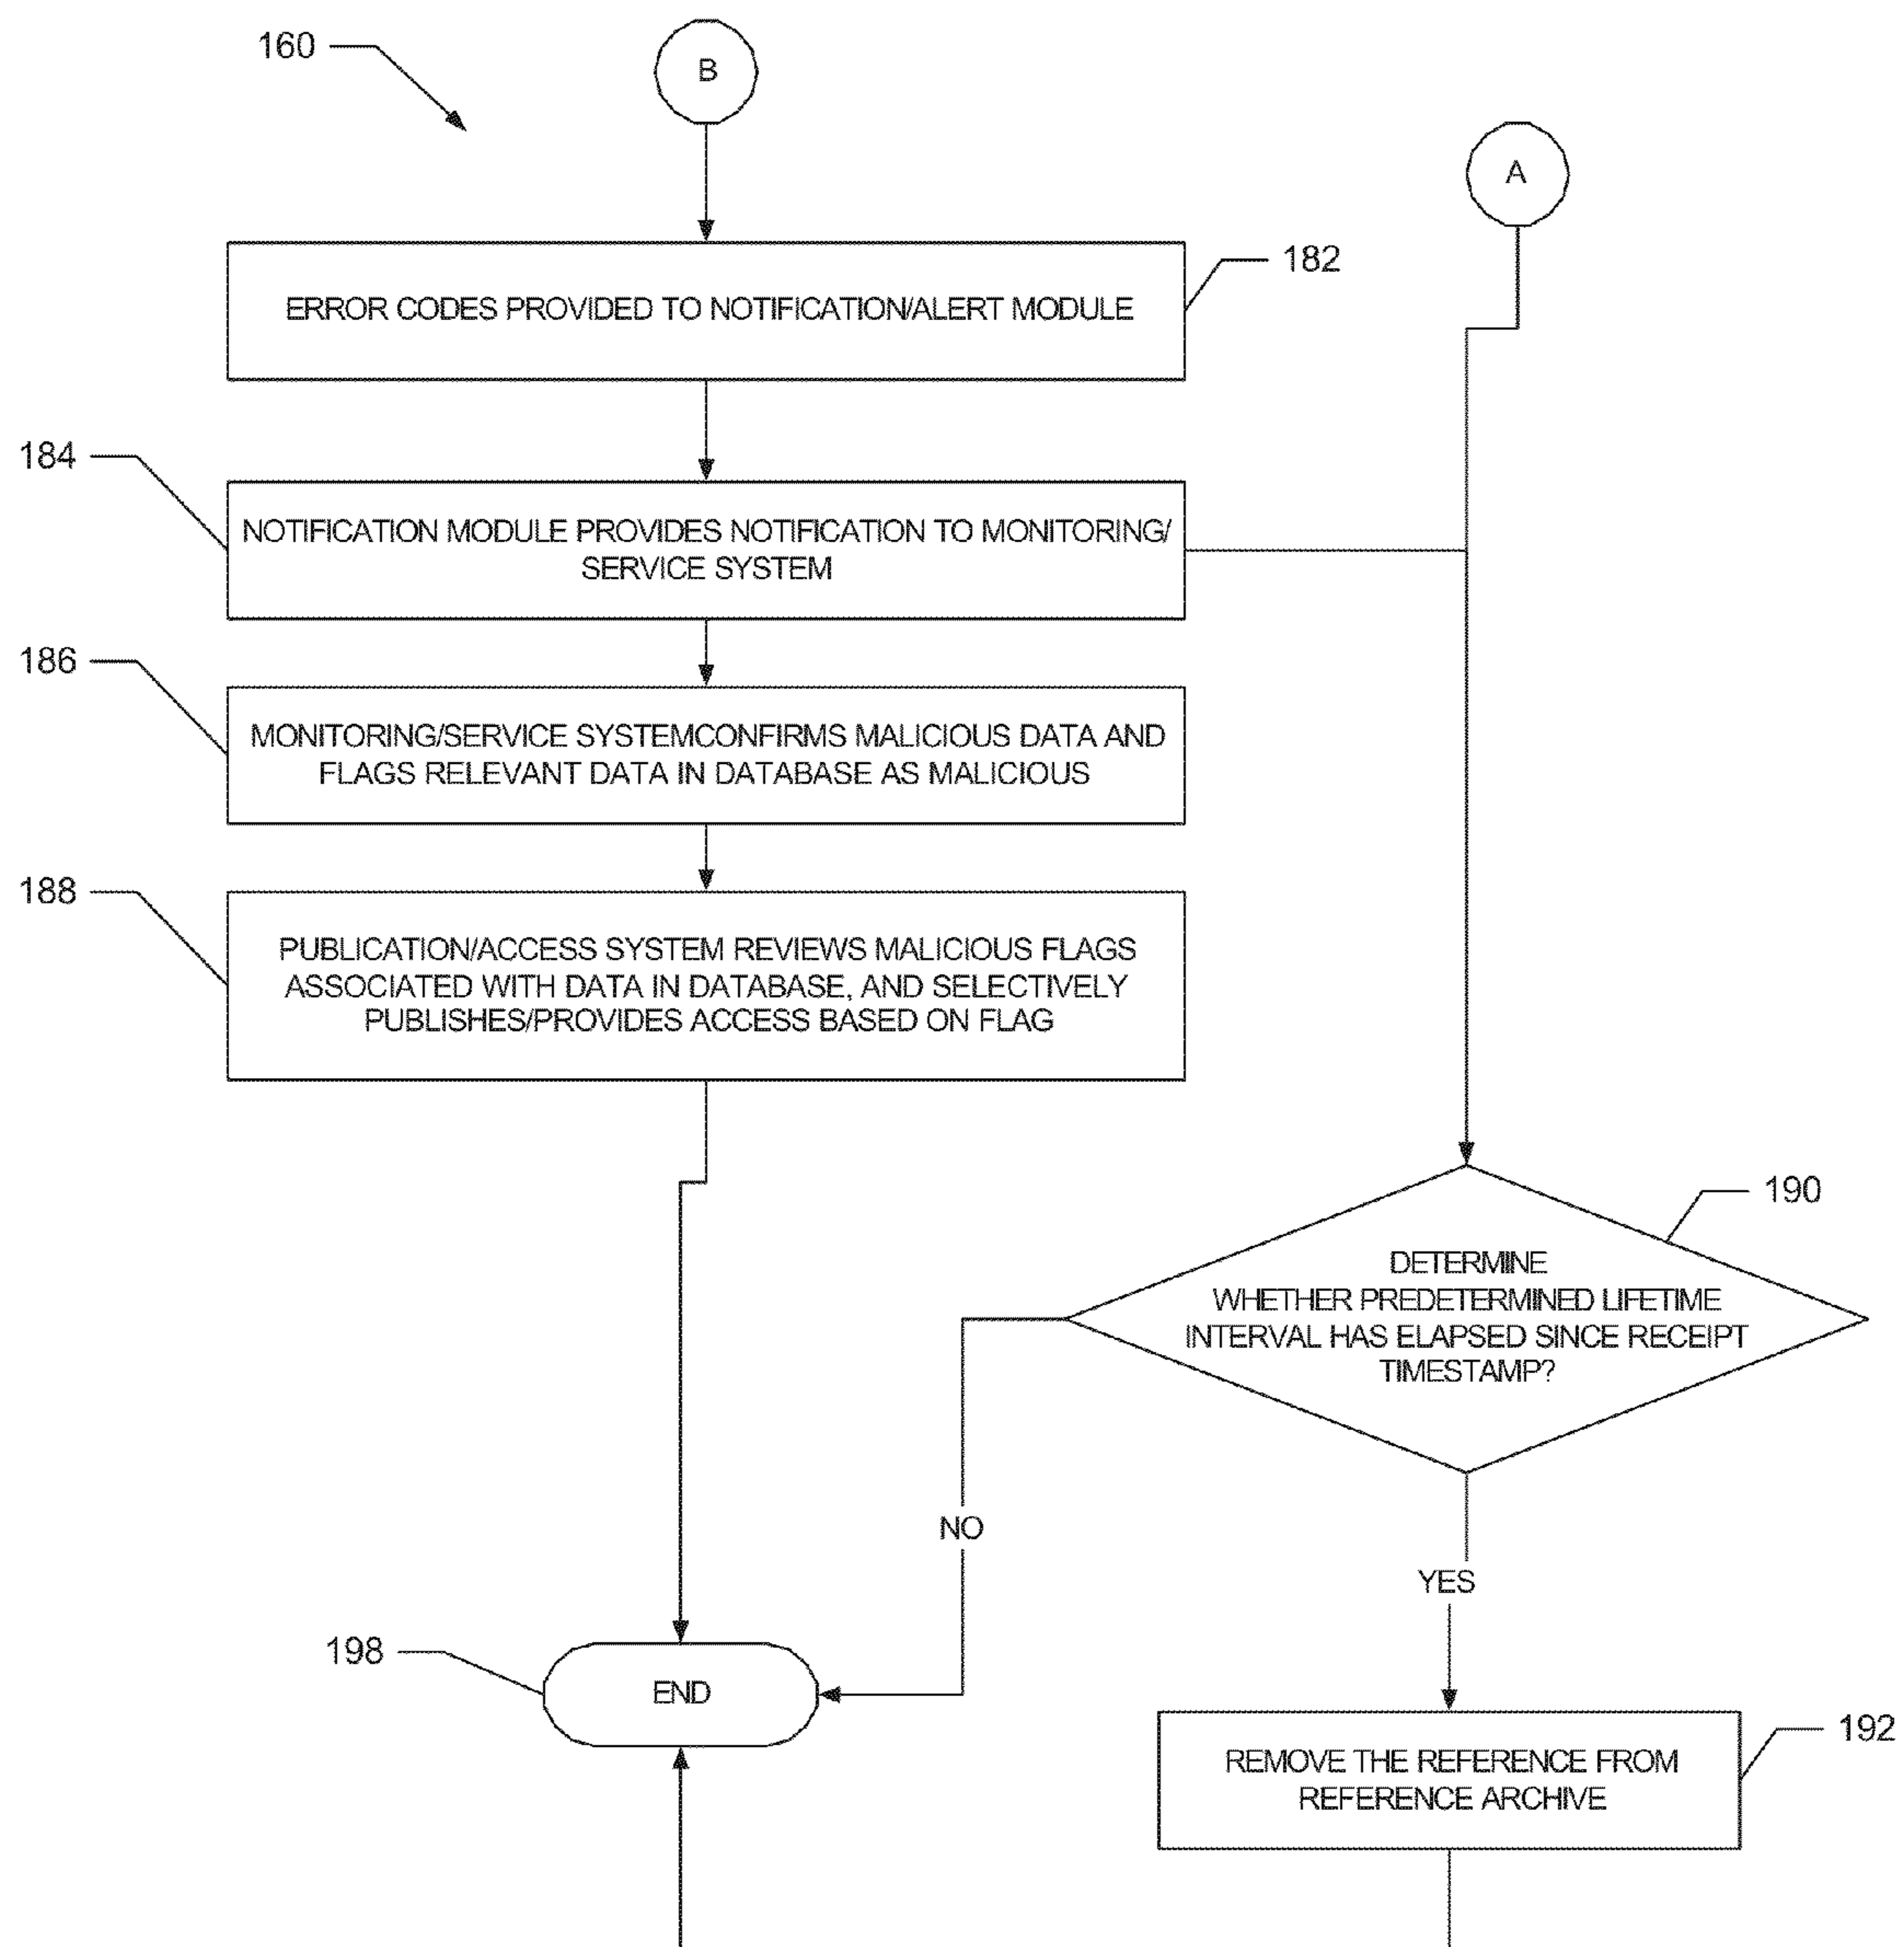 160
B
A
ERROR CODES PROVIDED TO NOTIFICATION/ALERT MODULE
182
184
NOTIFICATION MODULE PROVIDES NOTIFICATION TO MONITORING/
SERVICE SYSTEM
186
MONITORING/SERVICE SYSTEMCONFIRMS MALICIOUS DATA AND
FLAGS RELEVANT DATA IN DATABASE AS MALICIOUS
188
PUBLICATION/ACCESS SYSTEM REVIEWS MALICIOUS FLAGS
ASSOCIATED WITH DATA IN DATABASE, AND SELECTIVELY
PUBLISHES/PROVIDES ACCESS BASED ON FLAG
190
DETERMINE
WHETHER PREDETERMINED LIFETIME
INTERVAL HAS ELAPSED SINCE RECEIPT
TIMESTAMP?
NO
YES
198
END
192
REMOVE THE REFERENCE FROM
REFERENCE ARCHIVE